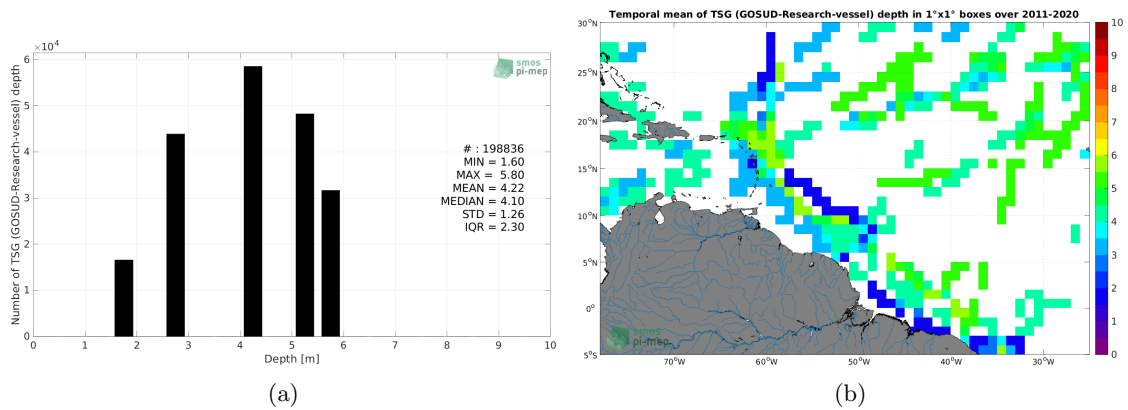 ×10⁴
6
5
4
3
2
1
0
Number of TSG (GOSUD-Research-vessel) depth
smos
pi-mep
# : 198836
MIN = 1.60
MAX = 5.80
MEAN = 4.22
MEDIAN = 4.10
STD = 1.26
IQR = 2.30
0 1 2 3 4 5 6 7 8 9 10
Depth [m]
(a)
Temporal mean of TSG (GOSUD-Research-vessel) depth in 1°x1° boxes over 2011-2020
30°N
25°N
20°N
15°N
10°N
5°N
0°
5°S
70°W 60°W 50°W 40°W 30°W
smos
pi-mep
10
9
8
7
6
5
4
3
2
1
0
(b)